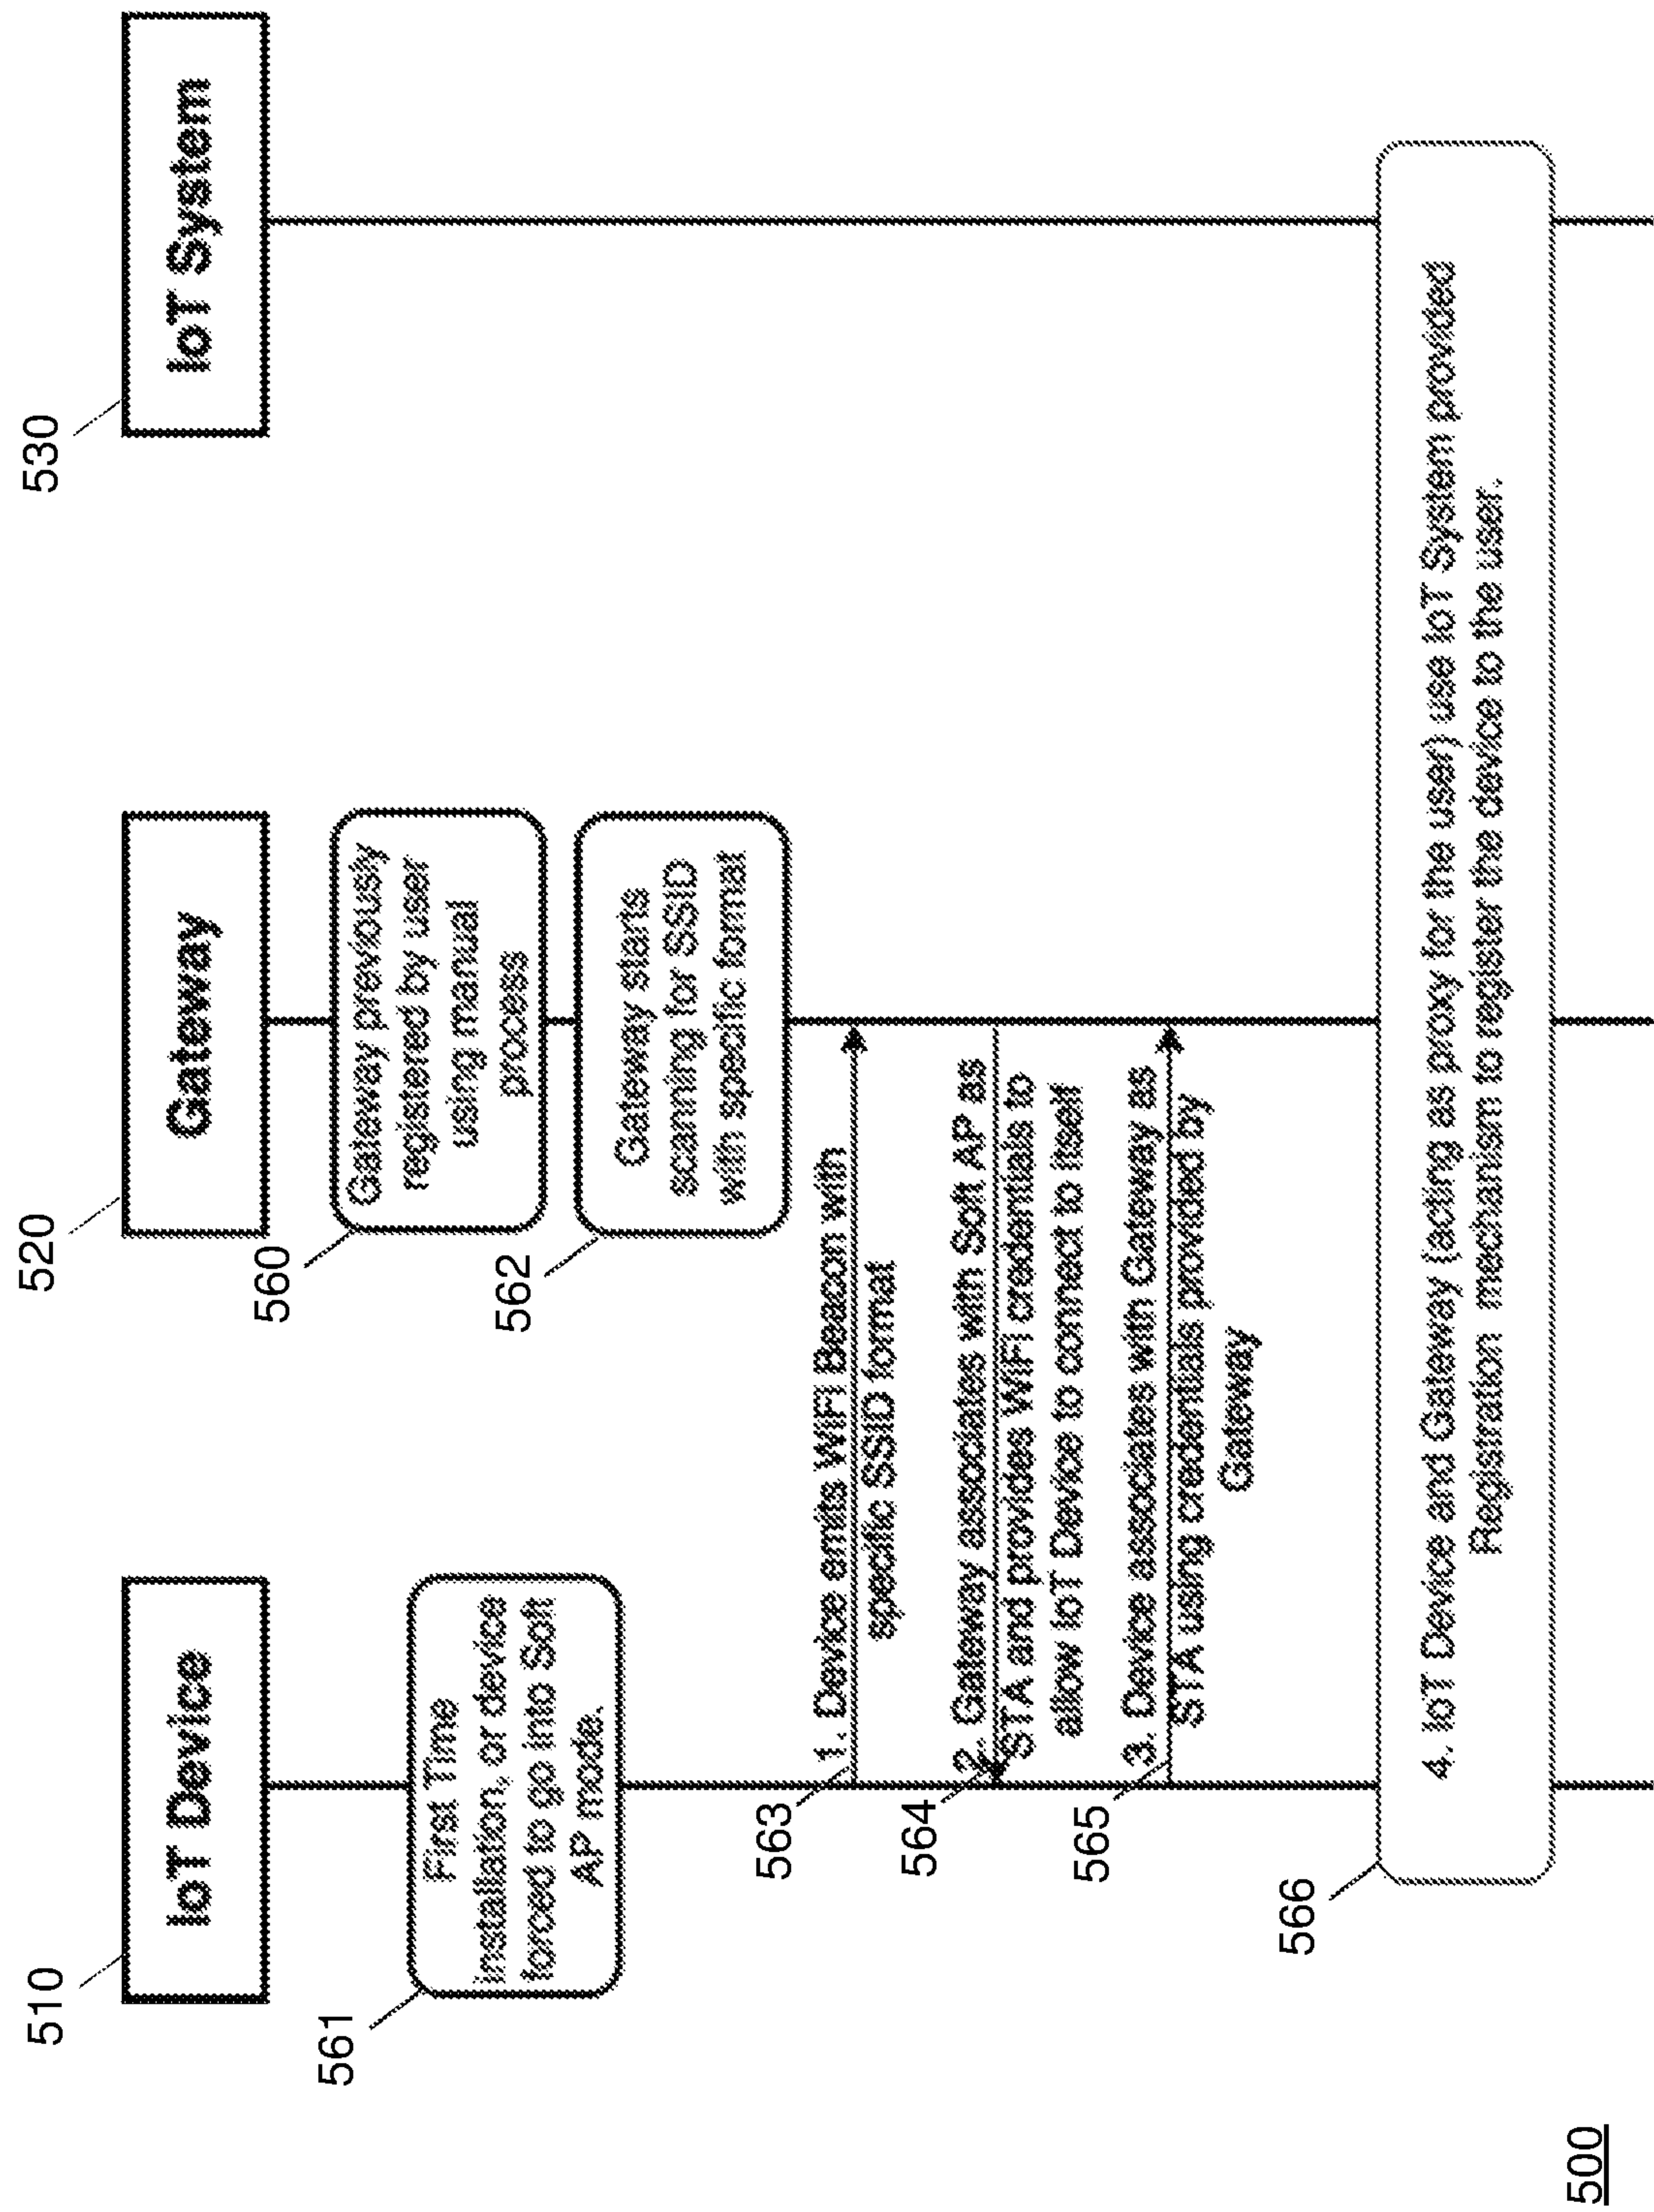 510
IoT Device
520
Gateway
530
IoT System
560
Gateway previously
registered by user
using manual
process
561
First Time
installation, or device
forced to go into Soft
AP mode.
562
Gateway starts
scanning for SSID
with specific format
563
1. Device emits WiFi Beacon with
specific SSID format
564
2. Gateway associates with Soft AP as
STA and provides WiFi credentials to
allow IoT Device to connect to itself
565
3. Device associates with Gateway as
STA using credentials provided by
Gateway
566
4. IoT Device and Gateway (acting as proxy for the user) use IoT System provided
Registration mechanism to register the device to the user.
500